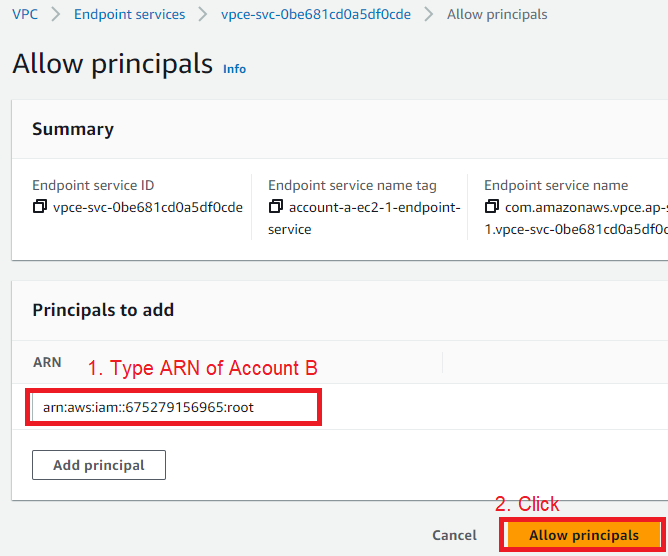 VPC > Endpoint services > vpce-svc-0be681cd0a5df0cde > Allow principals
Allow principals Info
Summary
Endpoint service ID
vpce-svc-0be681cd0a5df0cde
Endpoint service name tag
account-a-ec2-1-endpoint-
service
Endpoint service name
com.amazonaws.vpce.ap-s
1.vpce-svc-0be681cd0a5df0c
Principals to add
ARN
1. Type ARN of Account B
arn:aws:iam::675279156965:root
Add principal
2. Click
Cancel
Allow principals